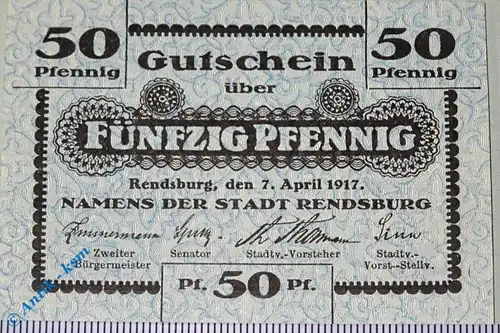 50 Pfennig
50 Pfennig
Gutschein
über
FÜNFZIG PFENNIG
Rendsburg, den 7. April 1917.
NAMENS DER STADT RENDSBURG
Zimmermann
Zweiter Bürgermeister
Senator
Stadtv.-Vorsteher
Stadtv.-Vorst-Stellv.
Pf. 50 Pf.